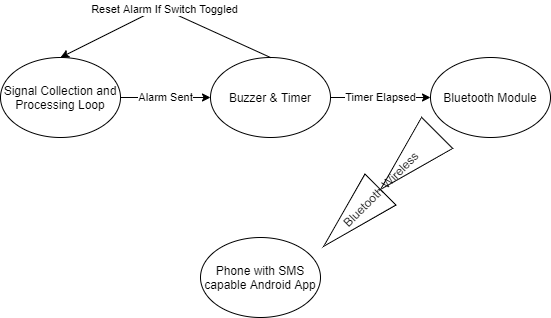 Reset Alarm If Switch Toggled
Signal Collection and
Processing Loop
Alarm Sent
Buzzer & Timer
Timer Elapsed
Bluetooth Module
Bluetooth Wireless
Phone with SMS
capable Android App